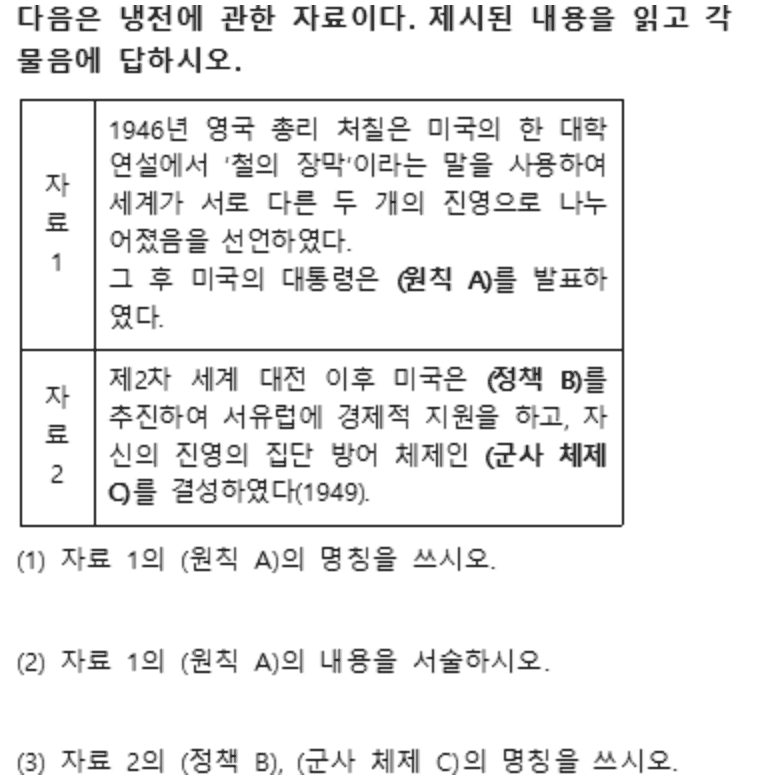 다음은 냉전에 관한 자료이다. 제시된 내용을 읽고 각
물음에 답하시오.
자
료
1
1946년 영국 총리 처칠은 미국의 한 대학
연설에서 '철의 장막'이라는 말을 사용하여
세계가 서로 다른 두 개의 진영으로 나누
어졌음을 선언하였다.
그 후 미국의 대통령은 (원칙 A)를 발표하
였다.
자
료
2
제2차 세계 대전 이후 미국은 (정책 B)를
추진하여 서유럽에 경제적 지원을 하고, 자
신의 진영의 집단 방어 체제인 (군사 체제
C)를 결성하였다(1949).
(1) 자료 1의 (원칙 A)의 명칭을 쓰시오.
(2) 자료 1의 (원칙 A)의 내용을 서술하시오.
(3) 자료 2의 (정책 B), (군사 체제 C)의 명칭을 쓰시오.